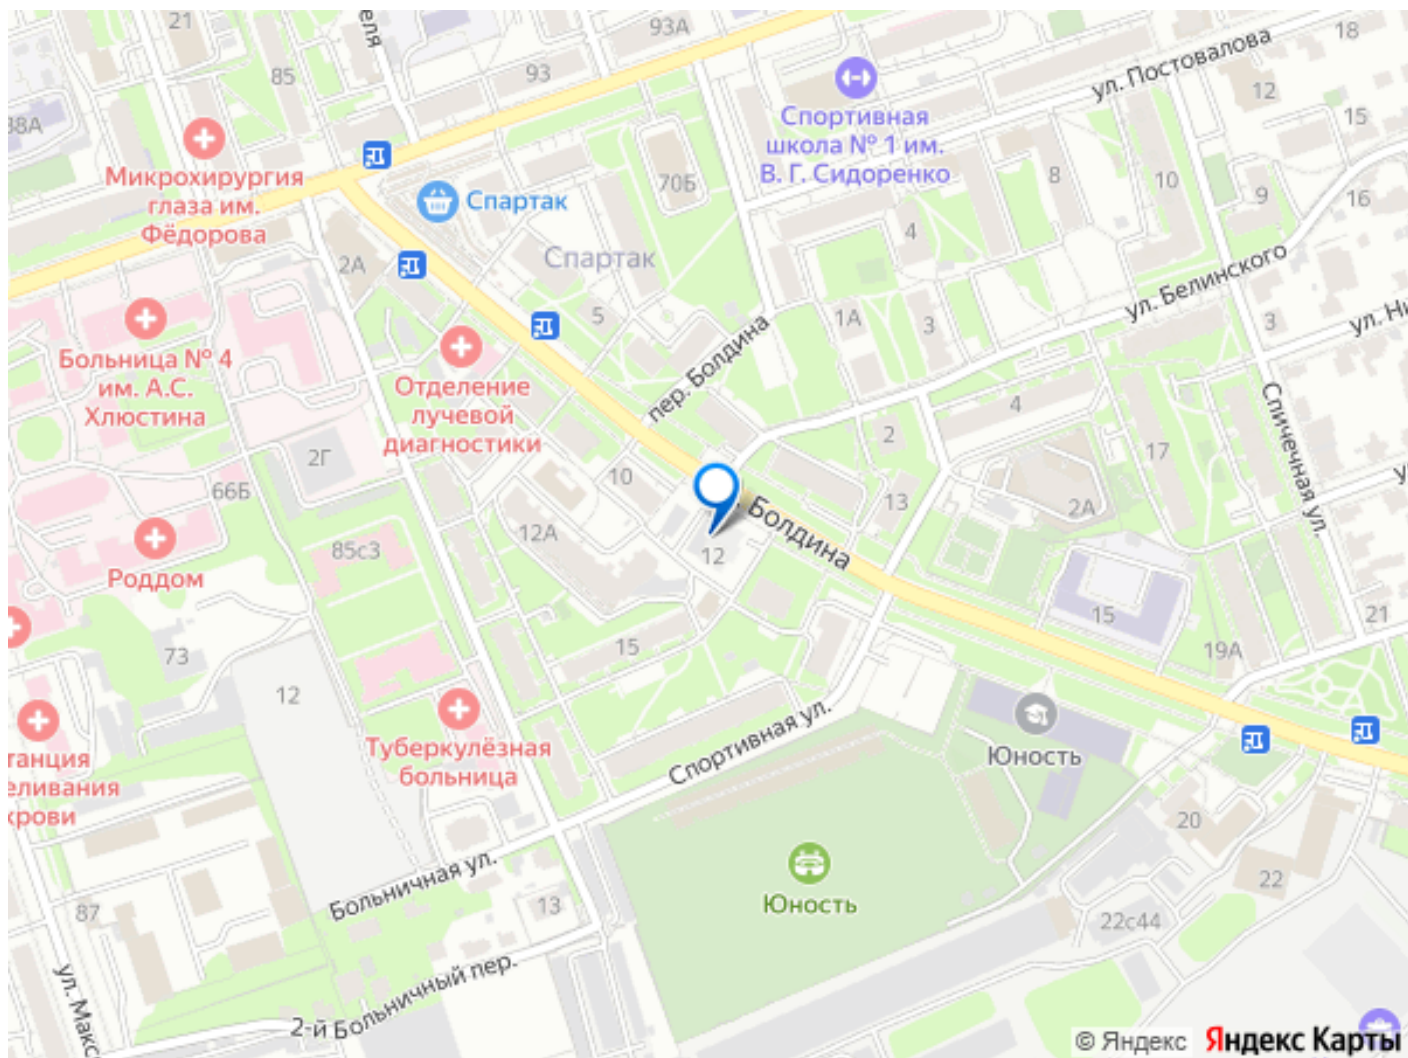 21
93А
ул. Постовалова
18
85
93
12
15
38А
Спортивная
школа № 1 им.
В. Г. Сидоренко
Микрохирургия
глаза им.
Фёдорова
70Б
8
10
9
16
Спартак
4
2А
Спартак
ул. Белинского
5
1А
3
3
Больница № 4
им. А.С.
Хлюстина
пер. Болдина
Отделение
лучевой
диагностики
4
2
Спичечная ул.
17
2Г
66Б
10
13
2А
Болдина
12А
12
85с3
Роддом
15
21
19А
15
73
12
Спортивная ул.
Туберкулёзная
больница
Юность
20
Больничная ул.
Юность
22
87
13
22с44
2-й Больничный пер.
© Яндекс
Яндекс Карты